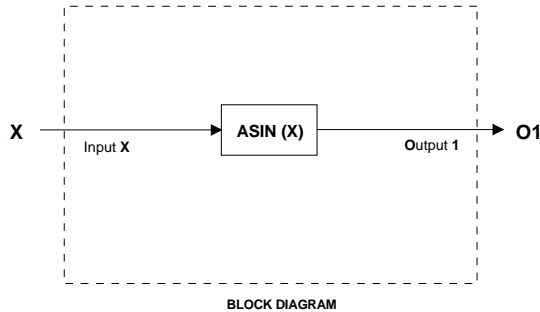 X
Input X
ASIN (X)
Output 1
O1
BLOCK DIAGRAM